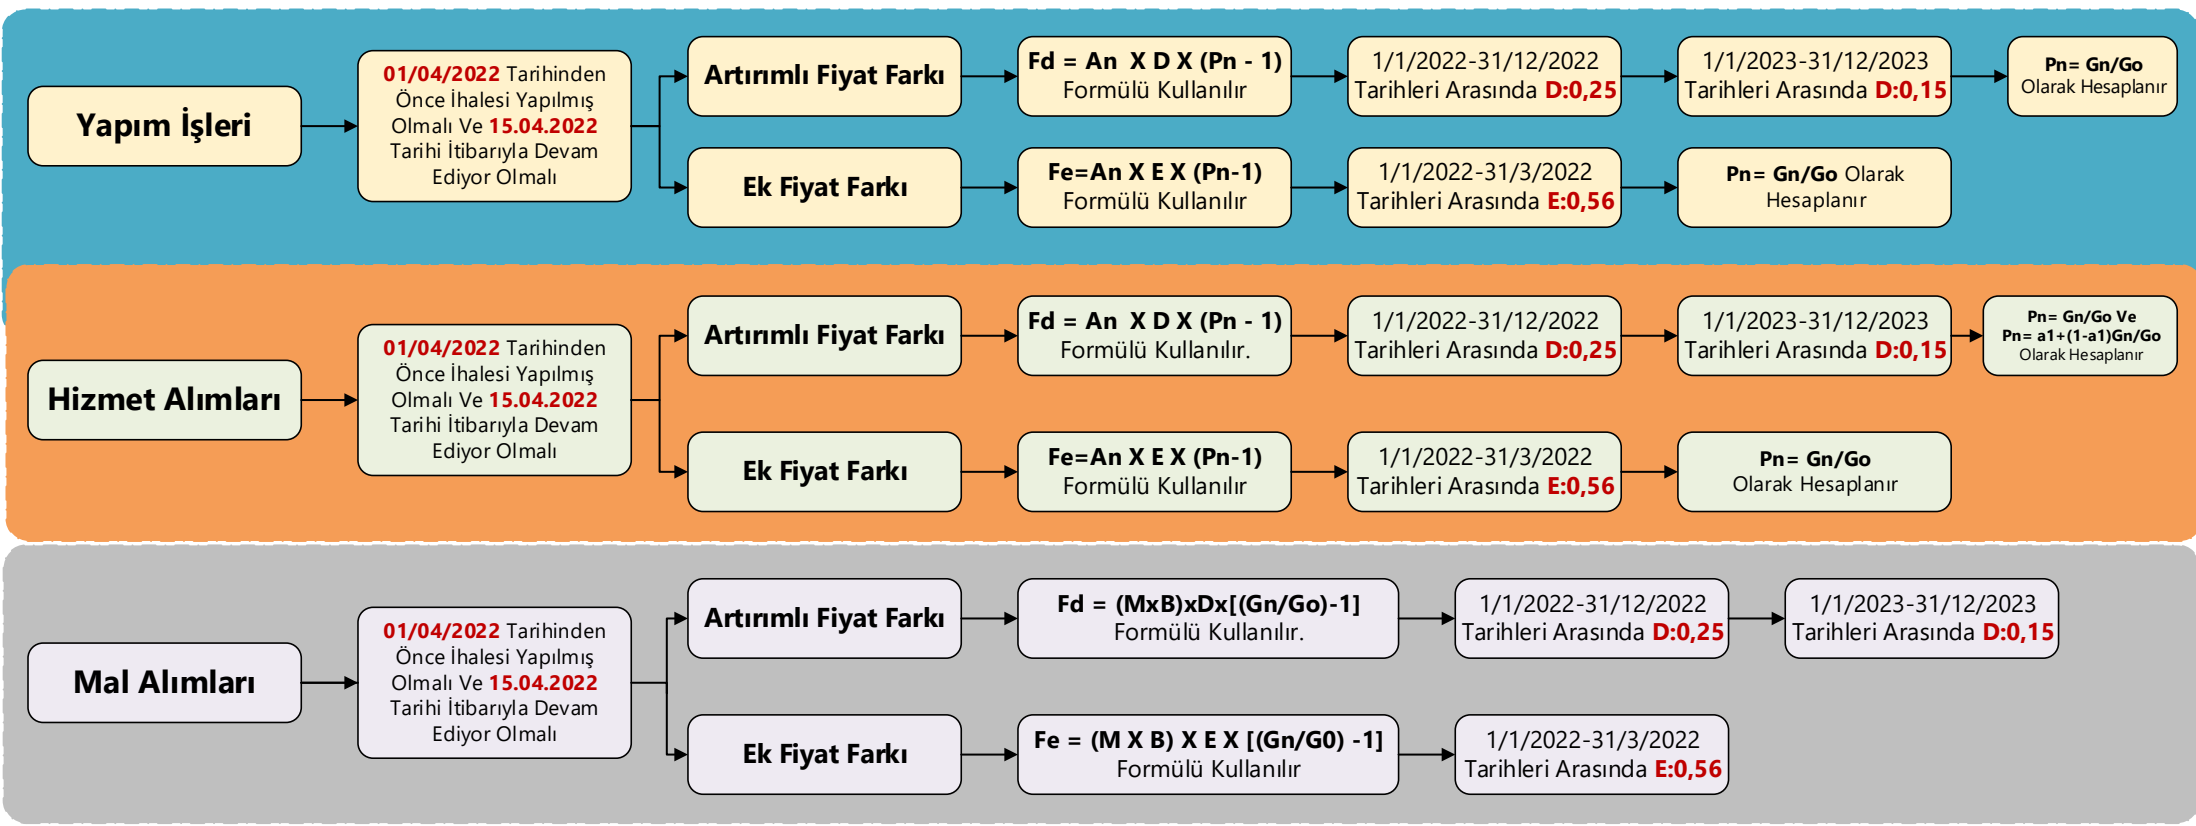 Yapım İşleri
01/04/2022 Tarihinden
Önce İhalesi Yapılmış
Olmalı Ve 15.04.2022
Tarihi İtibarıyla Devam
Ediyor Olmalı
Artırımlı Fiyat Farkı
Fd = An X D X (Pn - 1)
Formülü Kullanılır
1/1/2022-31/12/2022
Tarihleri Arasında D:0,25
1/1/2023-31/12/2023
Tarihleri Arasında D:0,15
Pn= Gn/Go
Olarak Hesaplanır
Ek Fiyat Farkı
Fe=An X E X (Pn-1)
Formülü Kullanılır
1/1/2022-31/3/2022
Tarihleri Arasında E:0,56
Pn= Gn/Go Olarak
Hesaplanır
Hizmet Alımları
01/04/2022 Tarihinden
Önce İhalesi Yapılmış
Olmalı Ve 15.04.2022
Tarihi İtibarıyla Devam
Ediyor Olmalı
Artırımlı Fiyat Farkı
Fd = An X D X (Pn - 1)
Formülü Kullanılır.
1/1/2022-31/12/2022
Tarihleri Arasında D:0,25
1/1/2023-31/12/2023
Tarihleri Arasında D:0,15
Pn= Gn/Go Ve
Pn= a1+(1-a1)Gn/Go
Olarak Hesaplanır
Ek Fiyat Farkı
Fe=An X E X (Pn-1)
Formülü Kullanılır
1/1/2022-31/3/2022
Tarihleri Arasında E:0,56
Pn= Gn/Go
Olarak Hesaplanır
Mal Alımları
01/04/2022 Tarihinden
Önce İhalesi Yapılmış
Olmalı Ve 15.04.2022
Tarihi İtibarıyla Devam
Ediyor Olmalı
Artırımlı Fiyat Farkı
Fd = (MxB)xDx[(Gn/Go)-1]
Formülü Kullanılır.
1/1/2022-31/12/2022
Tarihleri Arasında D:0,25
1/1/2023-31/12/2023
Tarihleri Arasında D:0,15
Ek Fiyat Farkı
Fe = (M X B) X E X [(Gn/G0) -1]
Formülü Kullanılır
1/1/2022-31/3/2022
Tarihleri Arasında E:0,56